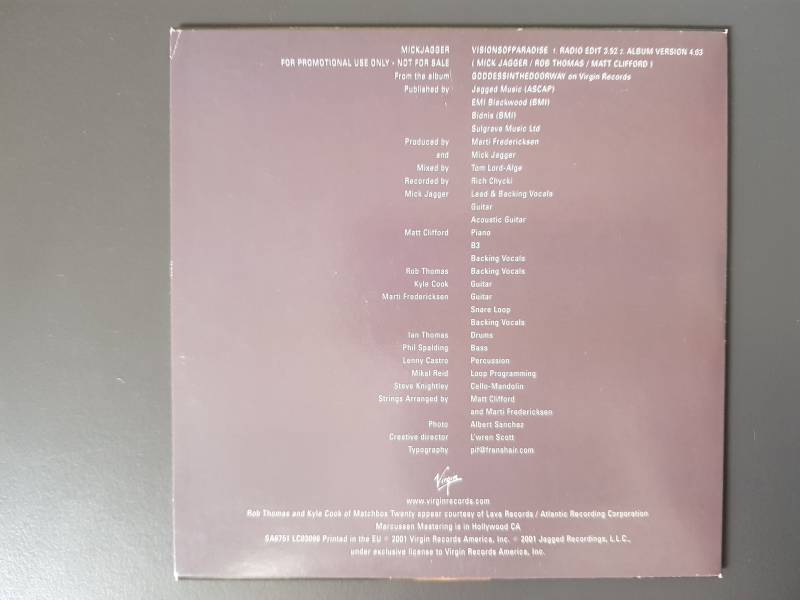 MICKJAGGER VISIONSOFPARADISE 1. RADIO EDIT 3.52 2. ALBUM VERSION 4.03
FOR PROMOTIONAL USE ONLY - NOT FOR SALE ( MICK JAGGER / ROB THOMAS / MATT CLIFFORD )
From the album GODDESSINTHEDOORWAY on Virgin Records
Published by Jagged Music (ASCAP)
EMI Blackwood (BMI)
Bidnis (BMI)
Sulgrave Music Ltd
Produced by Marti Fredericksen
and Mick Jagger
Mixed by Tom Lord-Alge
Recorded by Rich Chycki
Mick Jagger Lead & Backing Vocals
Guitar
Acoustic Guitar
Matt Clifford Piano
B3
Backing Vocals
Rob Thomas Backing Vocals
Kyle Cook Guitar
Marti Fredericksen Guitar
Snare Loop
Backing Vocals
Ian Thomas Drums
Phil Spalding Bass
Lenny Castro Percussion
Mikal Reid Loop Programming
Steve Knightley Cello-Mandolin
Strings Arranged by Matt Clifford
and Marti Fredericksen
Photo Albert Sanchez
Creative director L'wren Scott
Typography pif@franshair.com
Virgin
www.virginrecords.com
Rob Thomas and Kyle Cook of Matchbox Twenty appear courtesy of Lava Records / Atlantic Recording Corporation
Marcussen Mastering is in Hollywood CA
SA9751 LC03098 Printed in the EU ℗ 2001 Virgin Records America, Inc. © 2001 Jagged Recordings, L.L.C.,
under exclusive license to Virgin Records America, Inc.